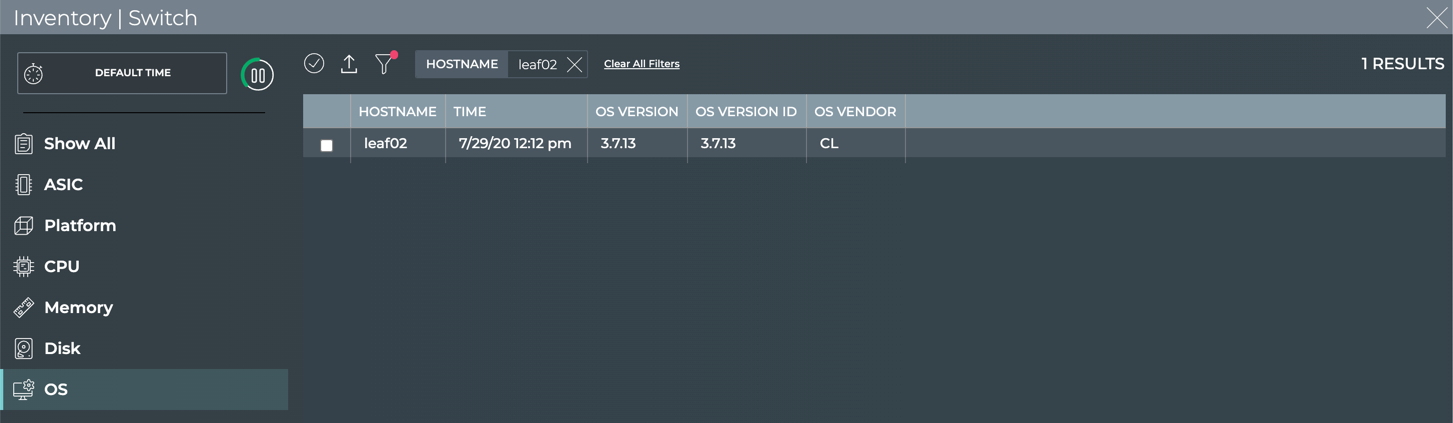 Inventory | Switch
DEFAULT TIME
HOSTNAME leaf02 Clear All Filters 1 RESULTS
HOSTNAME TIME OS VERSION OS VERSION ID OS VENDOR
leaf02 7/29/20 12:12 pm 3.7.13 3.7.13 CL
Show All
ASIC
Platform
CPU
Memory
Disk
OS